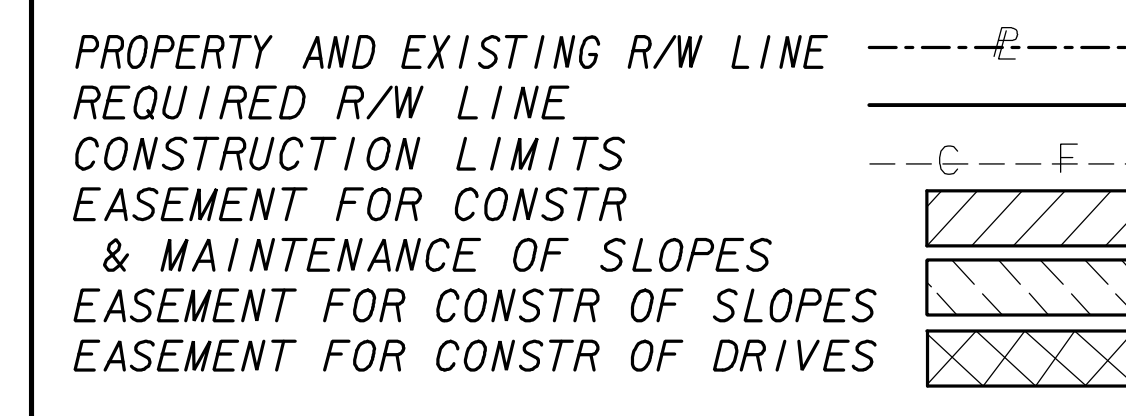 PROPERTY AND EXISTING R/W LINE PL
REQUIRED R/W LINE
CONSTRUCTION LIMITS C F
EASEMENT FOR CONSTR
& MAINTENANCE OF SLOPES
EASEMENT FOR CONSTR OF SLOPES
EASEMENT FOR CONSTR OF DRIVES